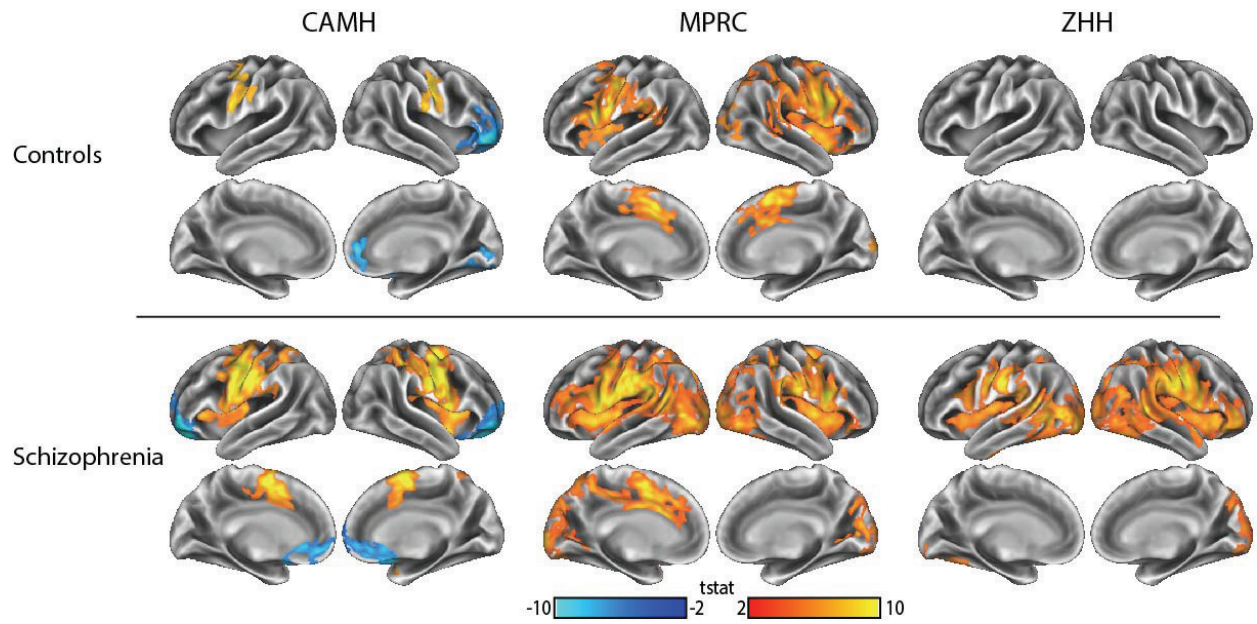 CAMH MPRC ZHH
Controls
Schizophrenia
tstat
-10 -2 2 10